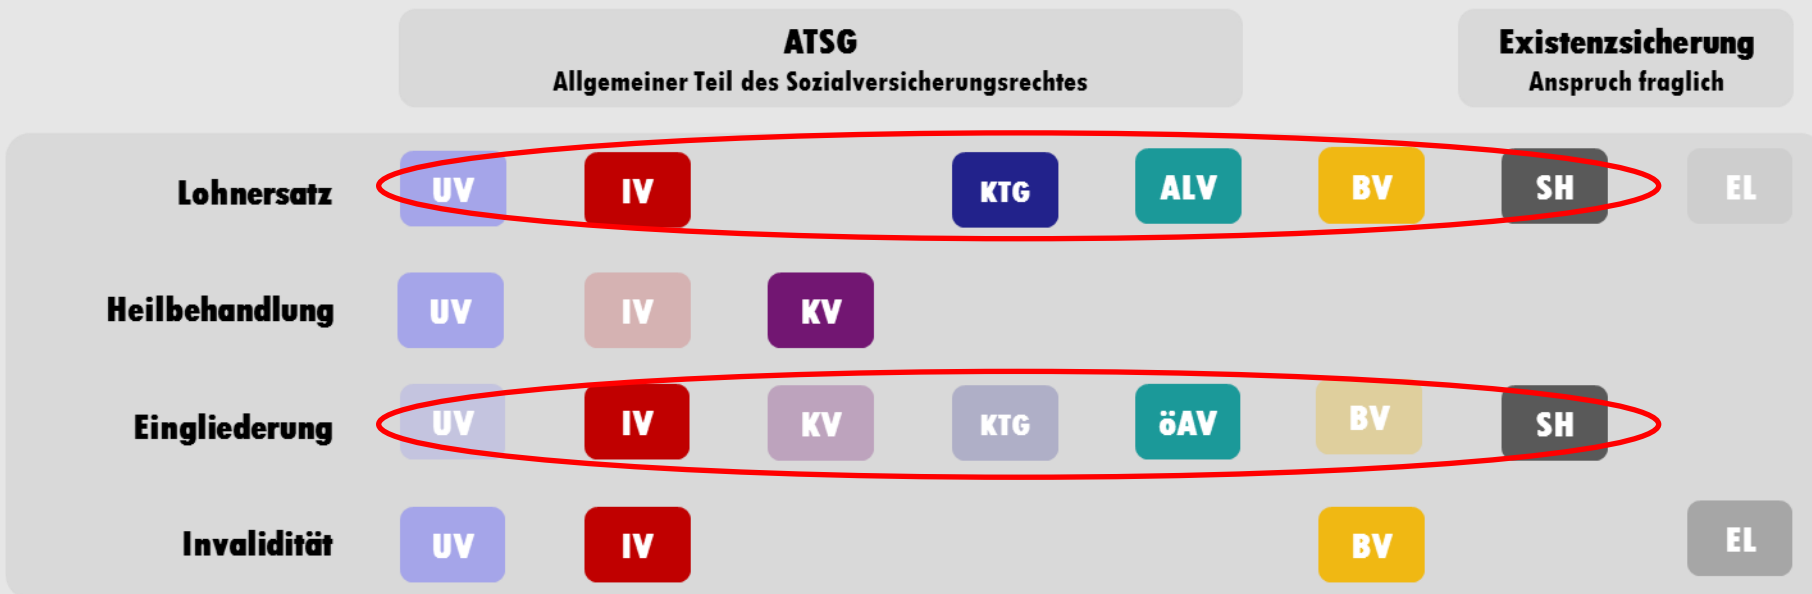 ATSG
Allgemeiner Teil des Sozialversicherungsrechtes
Existenzsicherung
Anspruch fraglich
Lohnersatz UV IV KTG ALV BV SH EL
Heilbehandlung UV IV KV
Eingliederung UV IV KV KTG öAV BV SH
Invalidität UV IV BV EL